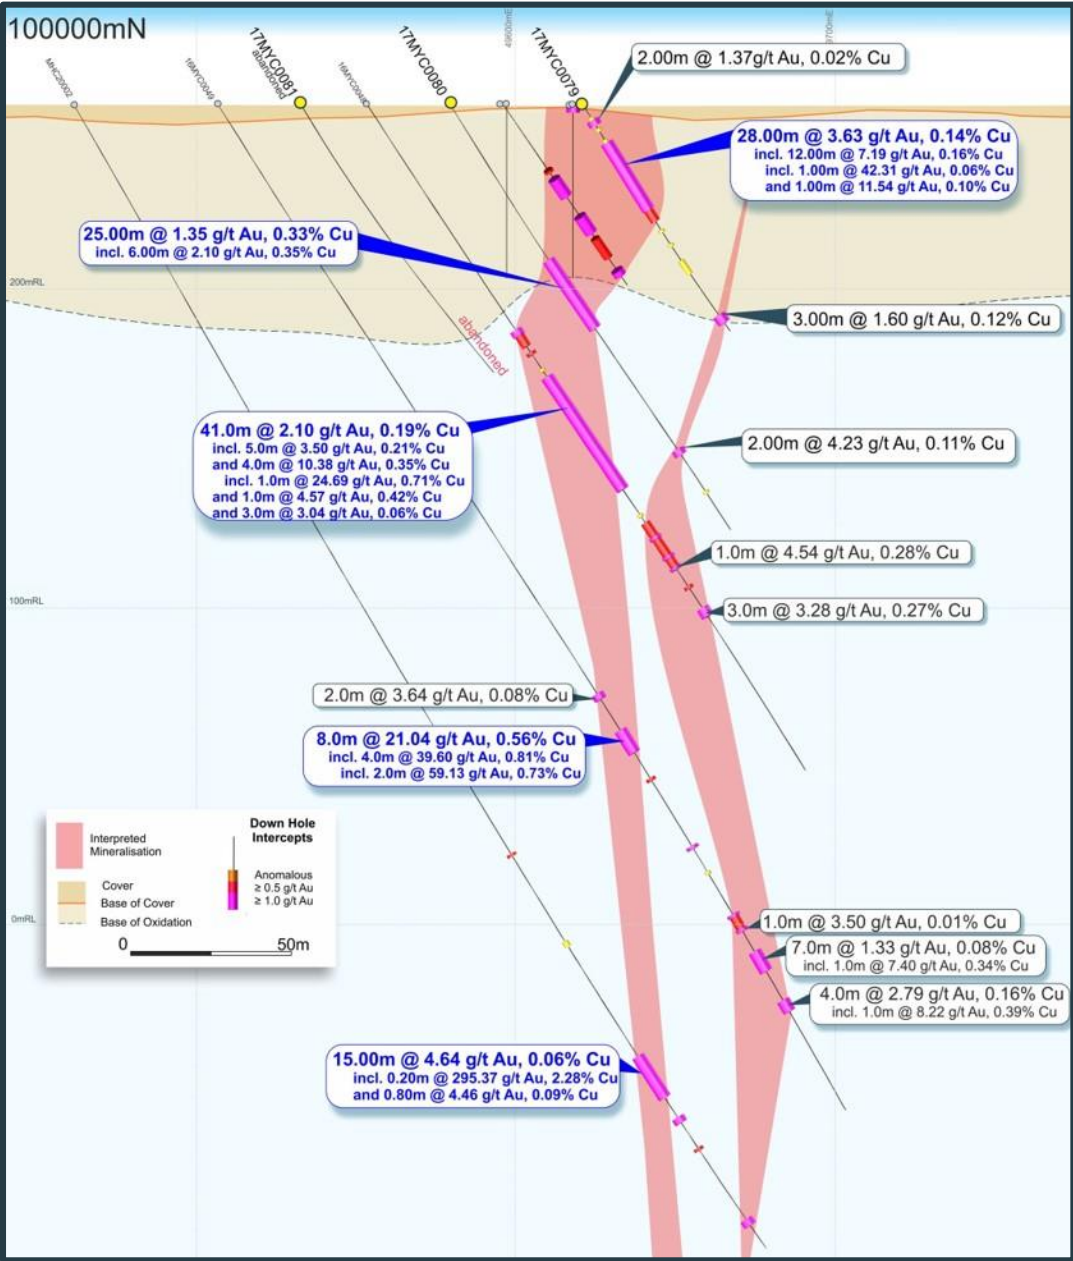 100000mN
MHC20002
16MYC0049
17MYC0081
abandoned
17MYC0080
17MYC0079
2.00m @ 1.37g/t Au, 0.02% Cu
28.00m @ 3.63 g/t Au, 0.14% Cu
incl. 12.00m @ 7.19 g/t Au, 0.16% Cu
incl. 1.00m @ 42.31 g/t Au, 0.06% Cu
and 1.00m @ 11.54 g/t Au, 0.10% Cu
25.00m @ 1.35 g/t Au, 0.33% Cu
incl. 6.00m @ 2.10 g/t Au, 0.35% Cu
200mRL
3.00m @ 1.60 g/t Au, 0.12% Cu
abandoned
41.0m @ 2.10 g/t Au, 0.19% Cu
incl. 5.0m @ 3.50 g/t Au, 0.21% Cu
and 4.0m @ 10.38 g/t Au, 0.35% Cu
incl. 1.0m @ 24.69 g/t Au, 0.71% Cu
and 1.0m @ 4.57 g/t Au, 0.42% Cu
and 3.0m @ 3.04 g/t Au, 0.06% Cu
2.00m @ 4.23 g/t Au, 0.11% Cu
1.0m @ 4.54 g/t Au, 0.28% Cu
100mRL
3.0m @ 3.28 g/t Au, 0.27% Cu
2.0m @ 3.64 g/t Au, 0.08% Cu
8.0m @ 21.04 g/t Au, 0.56% Cu
incl. 4.0m @ 39.60 g/t Au, 0.81% Cu
incl. 2.0m @ 59.13 g/t Au, 0.73% Cu
Interpreted
Mineralisation
Cover
Base of Cover
Base of Oxidation
Down Hole
Intercepts
Anomalous
≥ 0.5 g/t Au
≥ 1.0 g/t Au
0 50m
0mRL
1.0m @ 3.50 g/t Au, 0.01% Cu
7.0m @ 1.33 g/t Au, 0.08% Cu
incl. 1.0m @ 7.40 g/t Au, 0.34% Cu
4.0m @ 2.79 g/t Au, 0.16% Cu
incl. 1.0m @ 8.22 g/t Au, 0.39% Cu
15.00m @ 4.64 g/t Au, 0.06% Cu
incl. 0.20m @ 295.37 g/t Au, 2.28% Cu
and 0.80m @ 4.46 g/t Au, 0.09% Cu